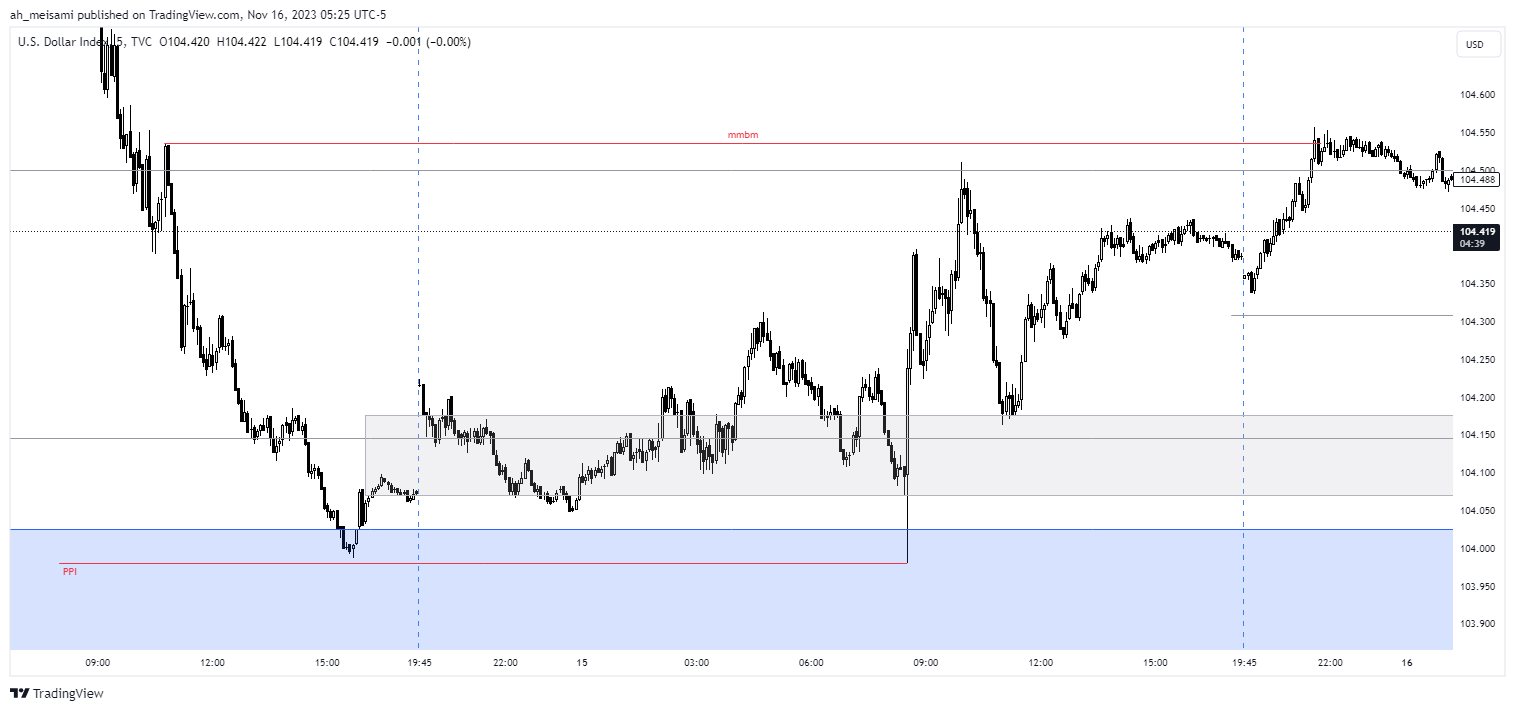 ah_meisami published on TradingView.com, Nov 16, 2023 05:25 UTC-5
U.S. Dollar Index, 5, TVC O104.420 H104.422 L104.419 C104.419 −0.001 (−0.00%)
USD
104.600
104.550
mmbm
104.500
104.488
104.450
104.419
04:39
104.350
104.300
104.250
104.200
104.150
104.100
104.050
104.000
PPI
103.950
103.900
09:00 12:00 15:00 19:45 22:00 15 03:00 06:00 09:00 12:00 15:00 19:45 22:00 16
TradingView